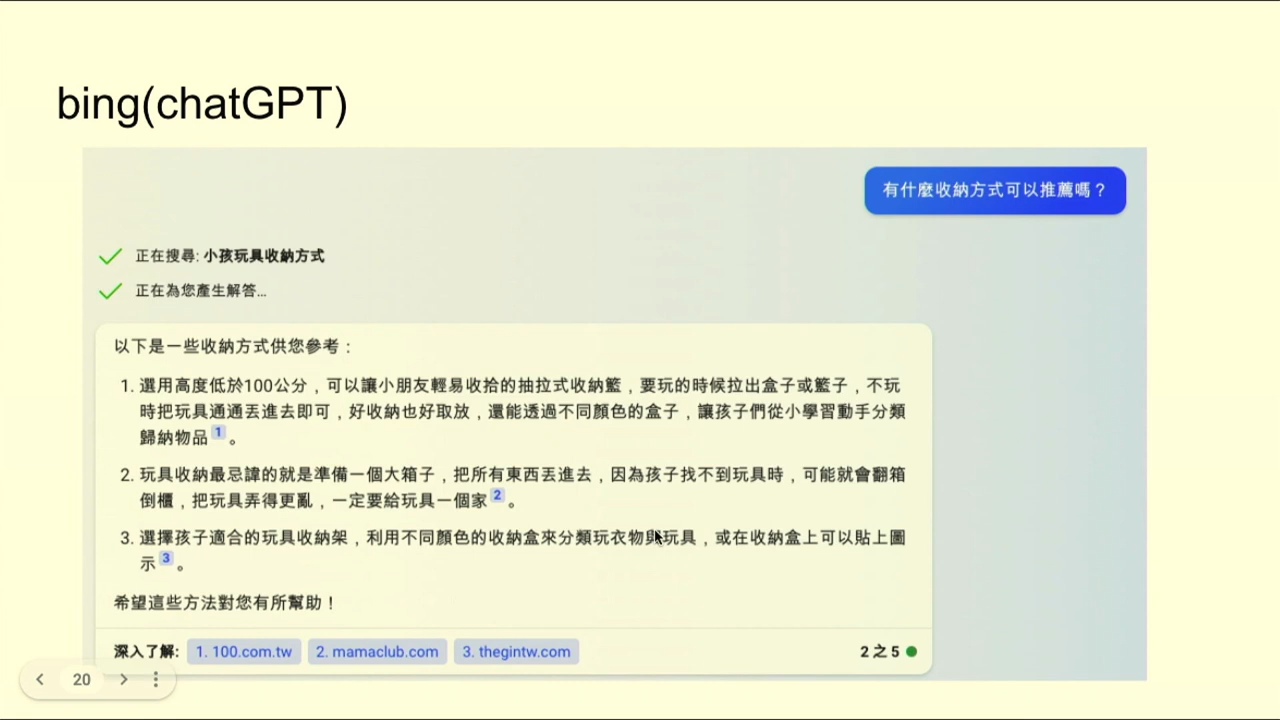 bing(chatGPT)
有什麼收納方式可以推薦嗎？
正在搜尋: 小孩玩具收納方式
正在為您產生解答...
以下是一些收納方式供您參考：
1. 選用高度低於100公分，可以讓小朋友輕易收拾的抽拉式收納籃，要玩的時候拉出盒子或籃子，不玩
時把玩具通通丟進去即可，好收納也好取放，還能透過不同顏色的盒子，讓孩子們從小學習動手分類
歸納物品 1 。
2. 玩具收納最忌諱的就是準備一個大箱子，把所有東西丟進去，因為孩子找不到玩具時，可能就會翻箱
倒櫃，把玩具弄得更亂，一定要給玩具一個家 2 。
3. 選擇孩子適合的玩具收納架，利用不同顏色的收納盒來分類玩衣物與玩具，或在收納盒上可以貼上圖
示 3 。
希望這些方法對您有所幫助！
深入了解: 1. 100.com.tw 2. mamaclub.com 3. thegintw.com 2 之 5
20